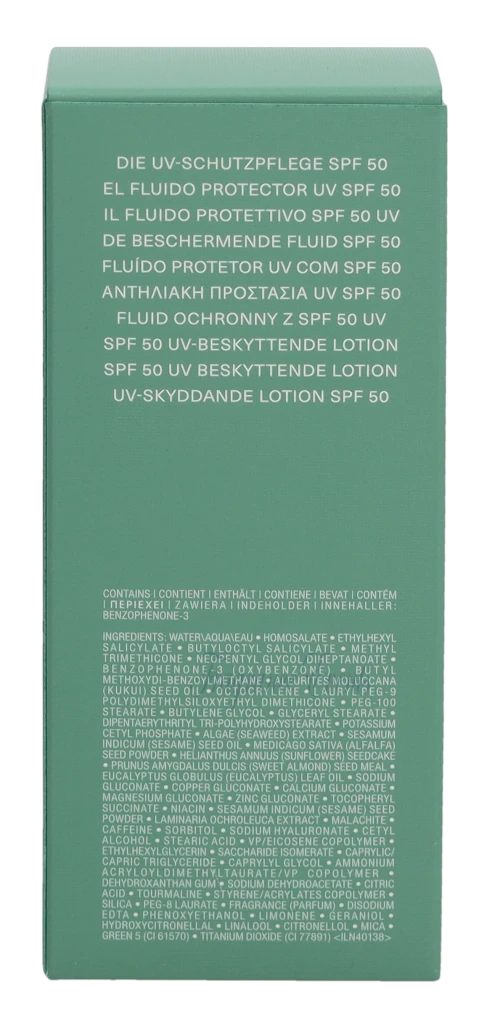 DIE UV-SCHUTZPFLEGE SPF 50
EL FLUIDO PROTECTOR UV SPF 50
IL FLUIDO PROTETTIVO SPF 50 UV
DE BESCHERMENDE FLUID SPF 50
FLUÍDO PROTETOR UV COM SPF 50
ΑΝΤΗΛΙΑΚΗ ΠΡΟΣΤΑΣΙΑ UV SPF 50
FLUID OCHRONNY Z SPF 50 UV
SPF 50 UV-BESKYTTENDE LOTION
SPF 50 UV BESKYTTENDE LOTION
UV-SKYDDANDE LOTION SPF 50
CONTAINS | CONTIENT | ENTHÄLT | CONTIENE | BEVAT | CONTÉM
| ΠΕΡΙΕΧΕΙ | ZAWIERA | INDEHOLDER | INNEHALLER:
BENZOPHENONE-3
INGREDIENTS: WATER\AQUA\EAU • HOMOSALATE • ETHYLHEXYL
SALICYLATE • BUTYLOCTYL SALICYLATE • METHYL
TRIMETHICONE • NEOPENTYL GLYCOL DIHEPTANOATE •
BENZOPHENONE-3 (OXYBENZONE) • BUTYL
METHOXYDI-BENZOYLMETHANE • ALEURITES MOLUCCANA
(KUKUI) SEED OIL • OCTOCRYLENE • LAURYL PEG-9
POLYDIMETHYLSILOXYETHYL DIMETHICONE • PEG-100
STEARATE • BUTYLENE GLYCOL • GLYCERYL STEARATE •
DIPENTAERYTHRITYL TRI-POLYHYDROXYSTEARATE • POTASSIUM
CETYL PHOSPHATE • ALGAE (SEAWEED) EXTRACT • SESAMUM
INDICUM (SESAME) SEED OIL • MEDICAGO SATIVA (ALFALFA)
SEED POWDER • HELIANTHUS ANNUUS (SUNFLOWER) SEEDCAKE
• PRUNUS AMYGDALUS DULCIS (SWEET ALMOND) SEED MEAL •
EUCALYPTUS GLOBULUS (EUCALYPTUS) LEAF OIL • SODIUM
GLUCONATE • COPPER GLUCONATE • CALCIUM GLUCONATE •
MAGNESIUM GLUCONATE • ZINC GLUCONATE • TOCOPHERYL
SUCCINATE • NIACIN • SESAMUM INDICUM (SESAME) SEED
POWDER • LAMINARIA OCHROLEUCA EXTRACT • MALACHITE •
CAFFEINE • SORBITOL • SODIUM HYALURONATE • CETYL
ALCOHOL • STEARIC ACID • VP/EICOSENE COPOLYMER •
ETHYLHEXYLGLYCERIN • SACCHARIDE ISOMERATE • CAPRYLIC/
CAPRIC TRIGLYCERIDE • CAPRYLYL GLYCOL • AMMONIUM
ACRYLOYLDIMETHYLTAURATE/VP COPOLYMER •
DEHYDROXANTHAN GUM • SODIUM DEHYDROACETATE • CITRIC
ACID • TOURMALINE • STYRENE/ACRYLATES COPOLYMER •
SILICA • PEG-8 LAURATE • FRAGRANCE (PARFUM) • DISODIUM
EDTA • PHENOXYETHANOL • LIMONENE • GERANIOL •
HYDROXYCITRONELLAL • LINALOOL • CITRONELLOL • MICA •
GREEN 5 (CI 61570) • TITANIUM DIOXIDE (CI 77891) <ILN40138>